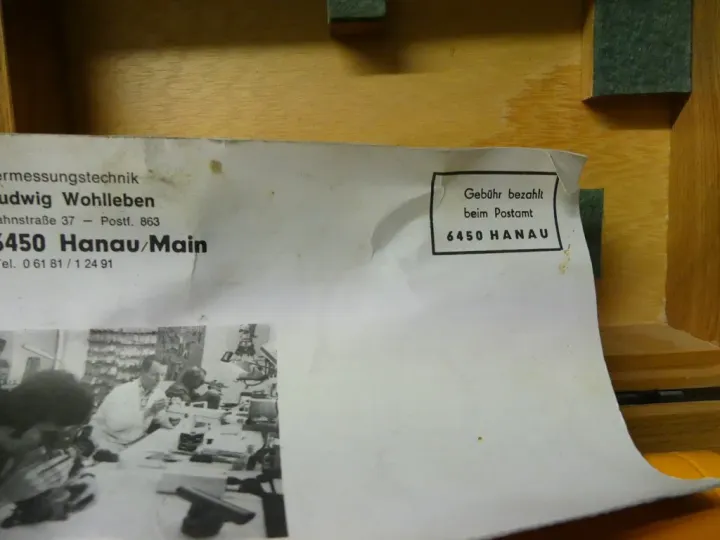 ermessungstechnik
udwig Wohlleben
ahnstraße 37 — Postf. 863
6450 Hanau/Main
Tel. 0 61 81 / 1 24 91
Gebühr bezahlt
beim Postamt
6450 HANAU